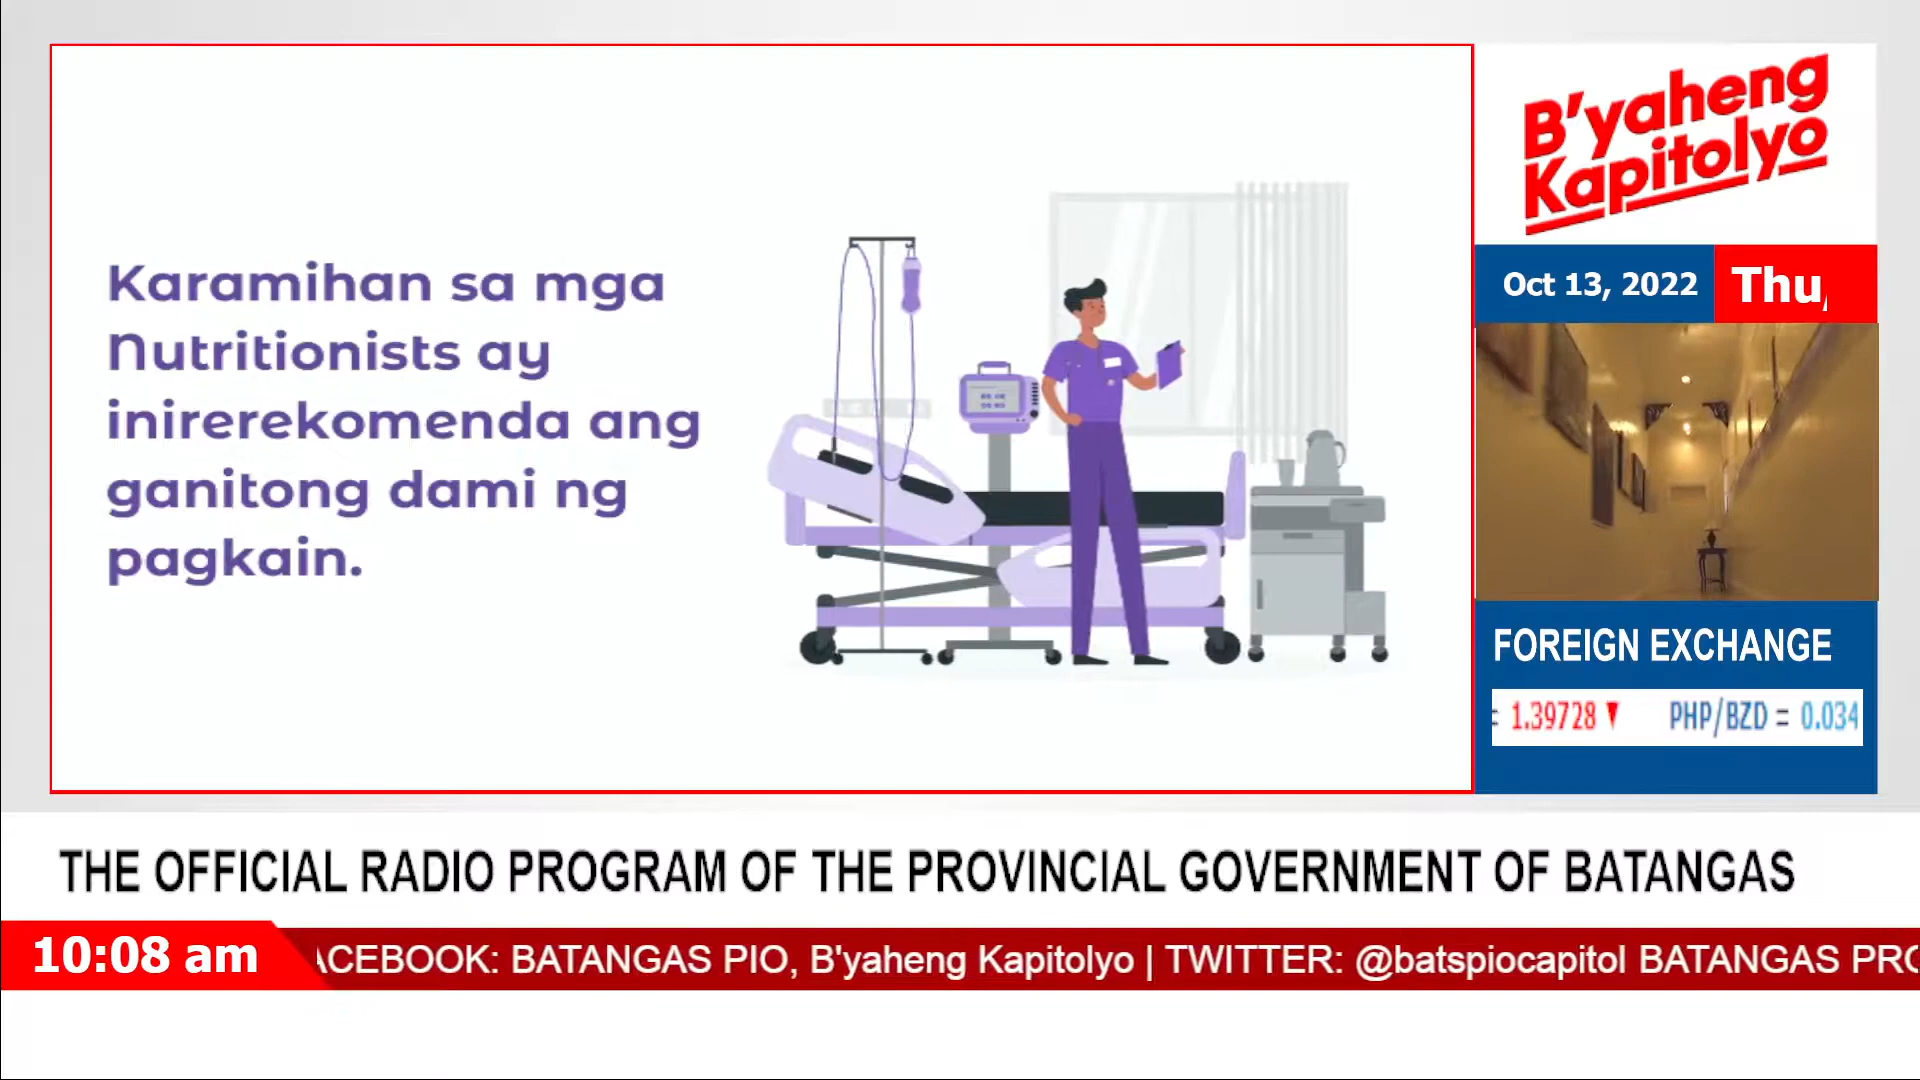 Karamihan sa mga
Nutritionists ay
inirerekomenda ang
ganitong dami ng
pagkain.
B'yaheng
Kapitolyo
Oct 13, 2022
Thu,
FOREIGN EXCHANGE
= 1.39728 ▼ PHP/BZD = 0.034
THE OFFICIAL RADIO PROGRAM OF THE PROVINCIAL GOVERNMENT OF BATANGAS
10:08 am
ACEBOOK: BATANGAS PIO, B'yaheng Kapitolyo | TWITTER: @batspiocapitol BATANGAS PRO